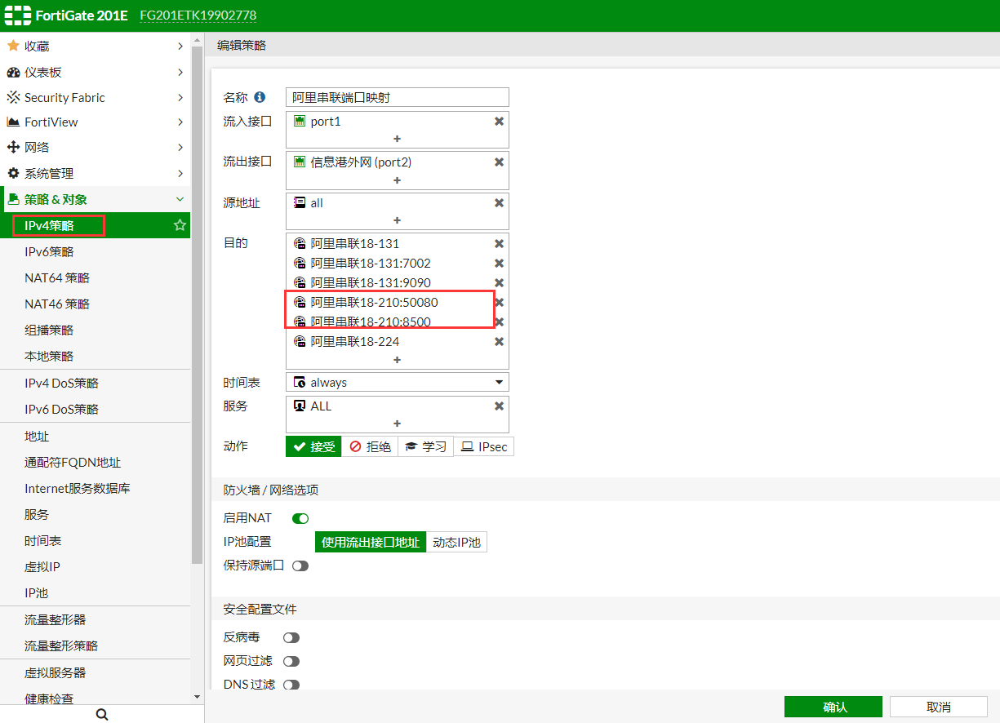 FortiGate 201E FG201ETK19902778
收藏
仪表板
Security Fabric
FortiView
网络
系统管理
策略 & 对象
IPv4策略
IPv6策略
NAT64 策略
NAT46 策略
组播策略
本地策略
IPv4 DoS策略
IPv6 DoS策略
地址
通配符FQDN地址
Internet服务数据库
服务
时间表
虚拟IP
IP池
流量整形器
流量整形策略
虚拟服务器
健康检查
编辑策略
名称 阿里串联端口映射
流入接口 port1
流出接口 信息港外网 (port2)
源地址 all
目的 阿里串联18-131
阿里串联18-131:7002
阿里串联18-131:9090
阿里串联18-210:50080
阿里串联18-210:8500
阿里串联18-224
时间表 always
服务 ALL
动作 接受 拒绝 学习 IPsec
防火墙 / 网络选项
启用NAT
IP池配置 使用流出接口地址 动态IP池
保持源端口
安全配置文件
反病毒
网页过滤
DNS 过滤
确认 取消